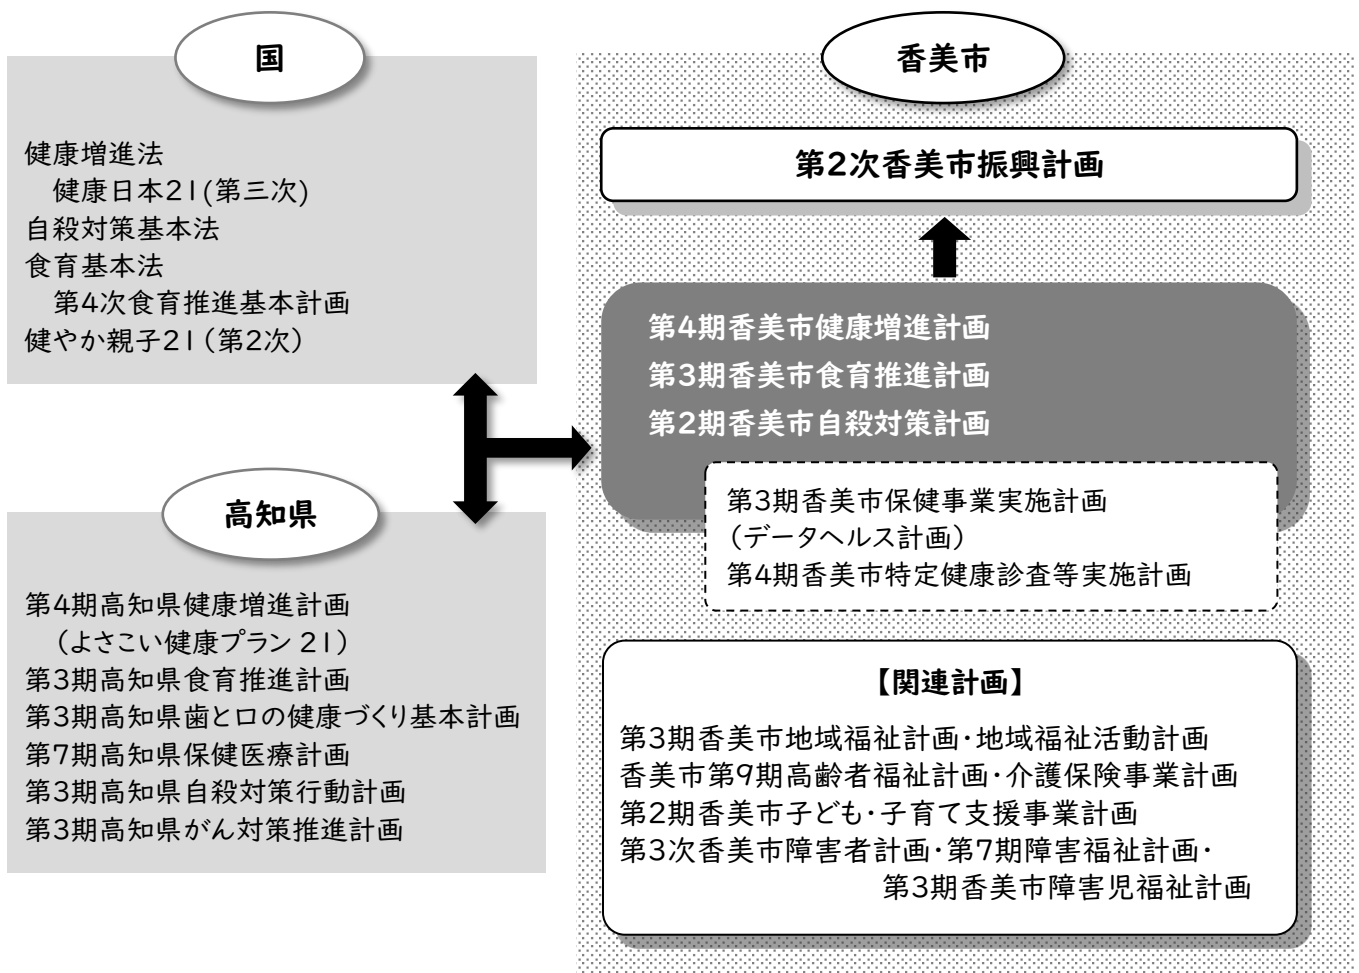 国
健康増進法
健康日本21(第三次)
自殺対策基本法
食育基本法
第4次食育推進基本計画
健やか親子21(第2次)
高知県
第4期高知県健康増進計画
(よさこい健康プラン 21)
第3期高知県食育推進計画
第3期高知県歯と口の健康づくり基本計画
第7期高知県保健医療計画
第3期高知県自殺対策行動計画
第3期高知県がん対策推進計画
香美市
第2次香美市振興計画
第4期香美市健康増進計画
第3期香美市食育推進計画
第2期香美市自殺対策計画
第3期香美市保健事業実施計画
(データヘルス計画)
第4期香美市特定健康診査等実施計画
【関連計画】
第3期香美市地域福祉計画・地域福祉活動計画
香美市第9期高齢者福祉計画・介護保険事業計画
第2期香美市子ども・子育て支援事業計画
第3次香美市障害者計画・第7期障害福祉計画・
第3期香美市障害児福祉計画